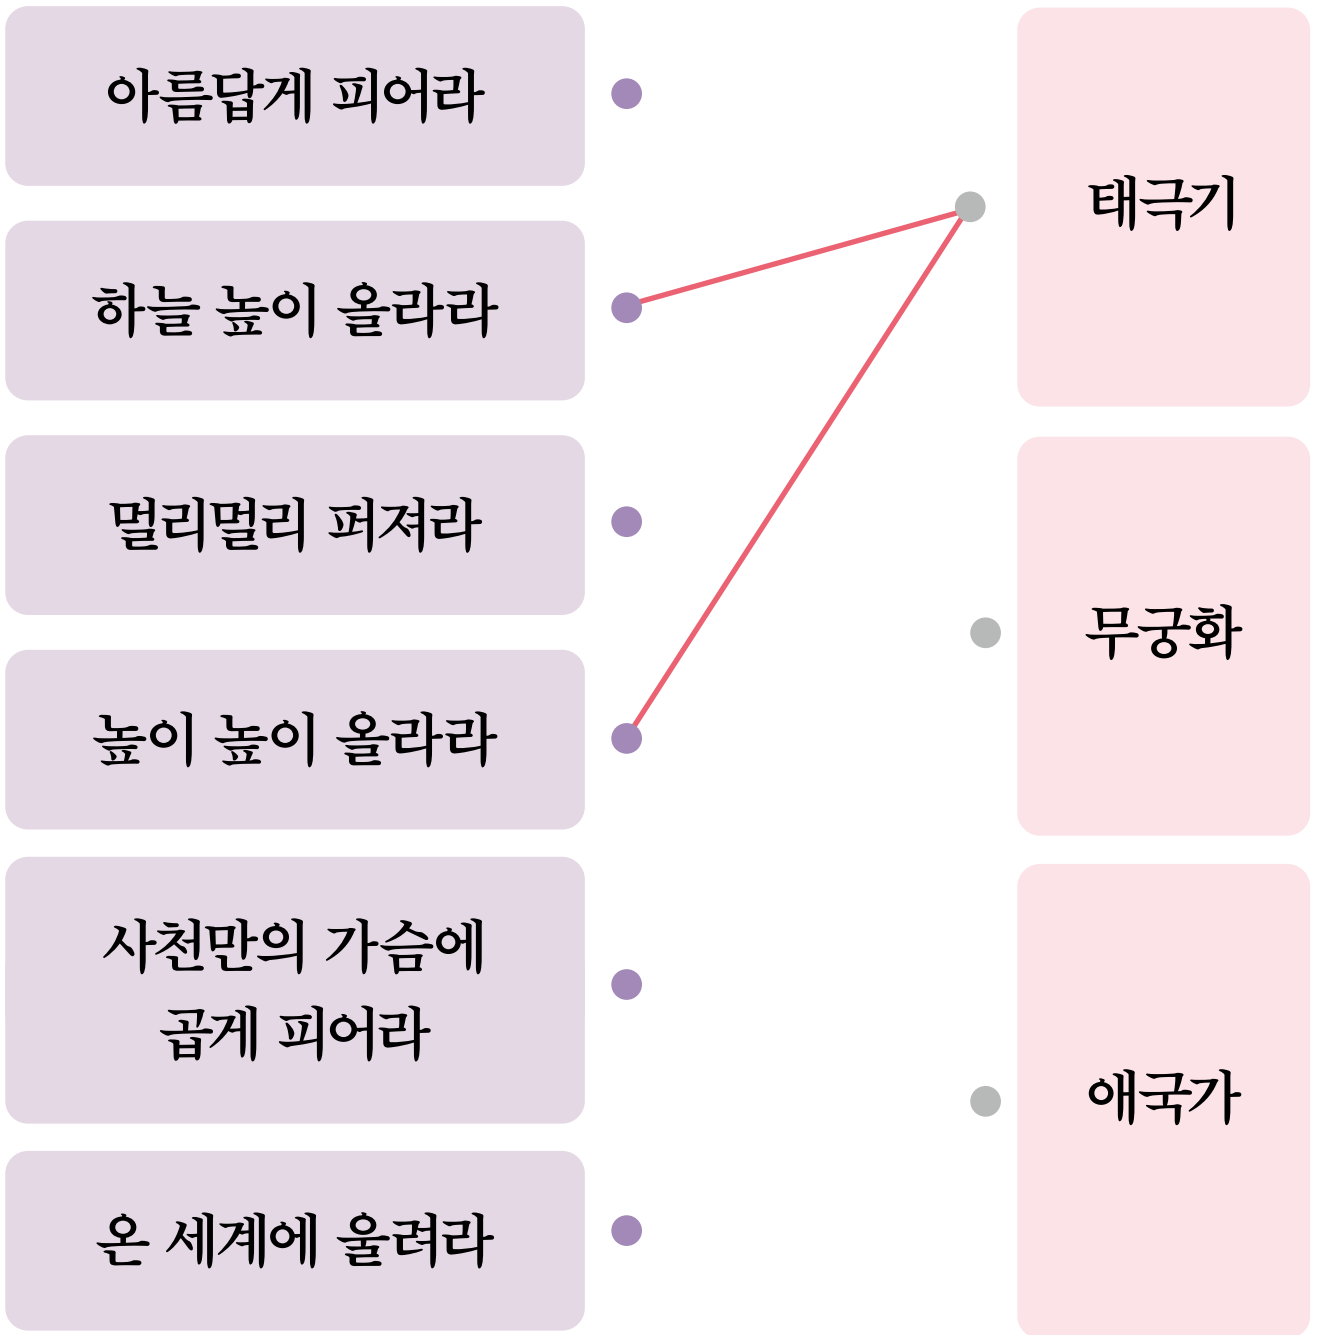 아름답게 피어라
하늘 높이 올라라
멀리멀리 퍼져라
높이 높이 올라라
사천만의 가슴에
곱게 피어라
온 세계에 울려라
태극기
무궁화
애국가